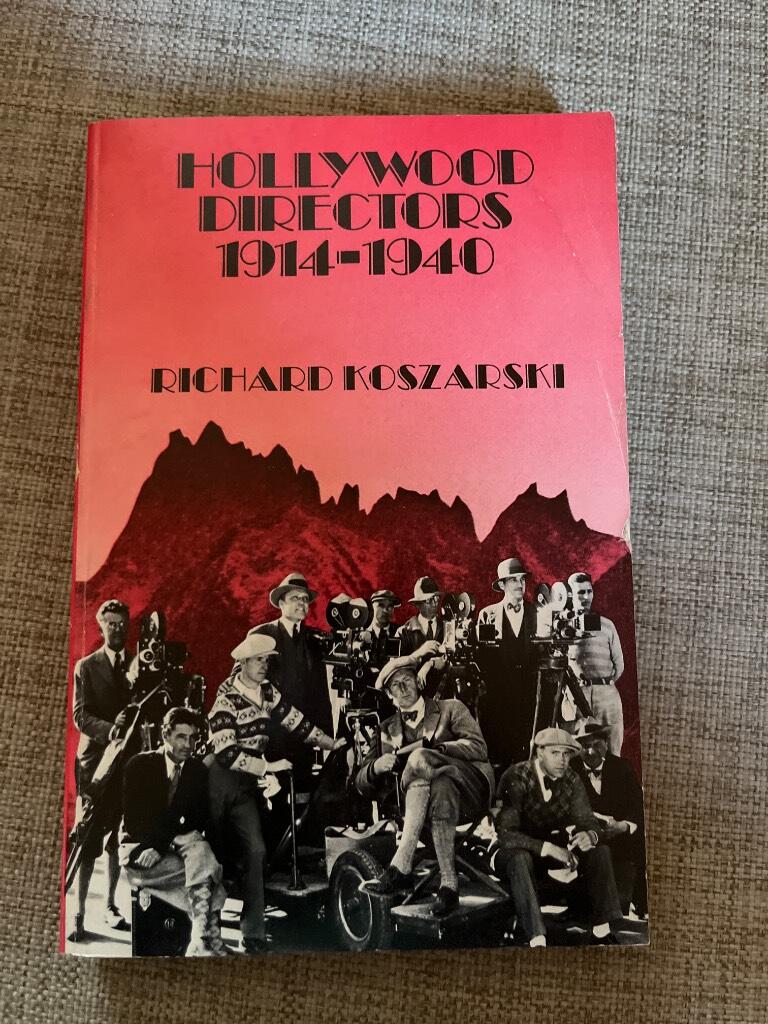 HOLLYWOOD
DIRECTORS
1914-1940
RICHARD KOSZARSKI